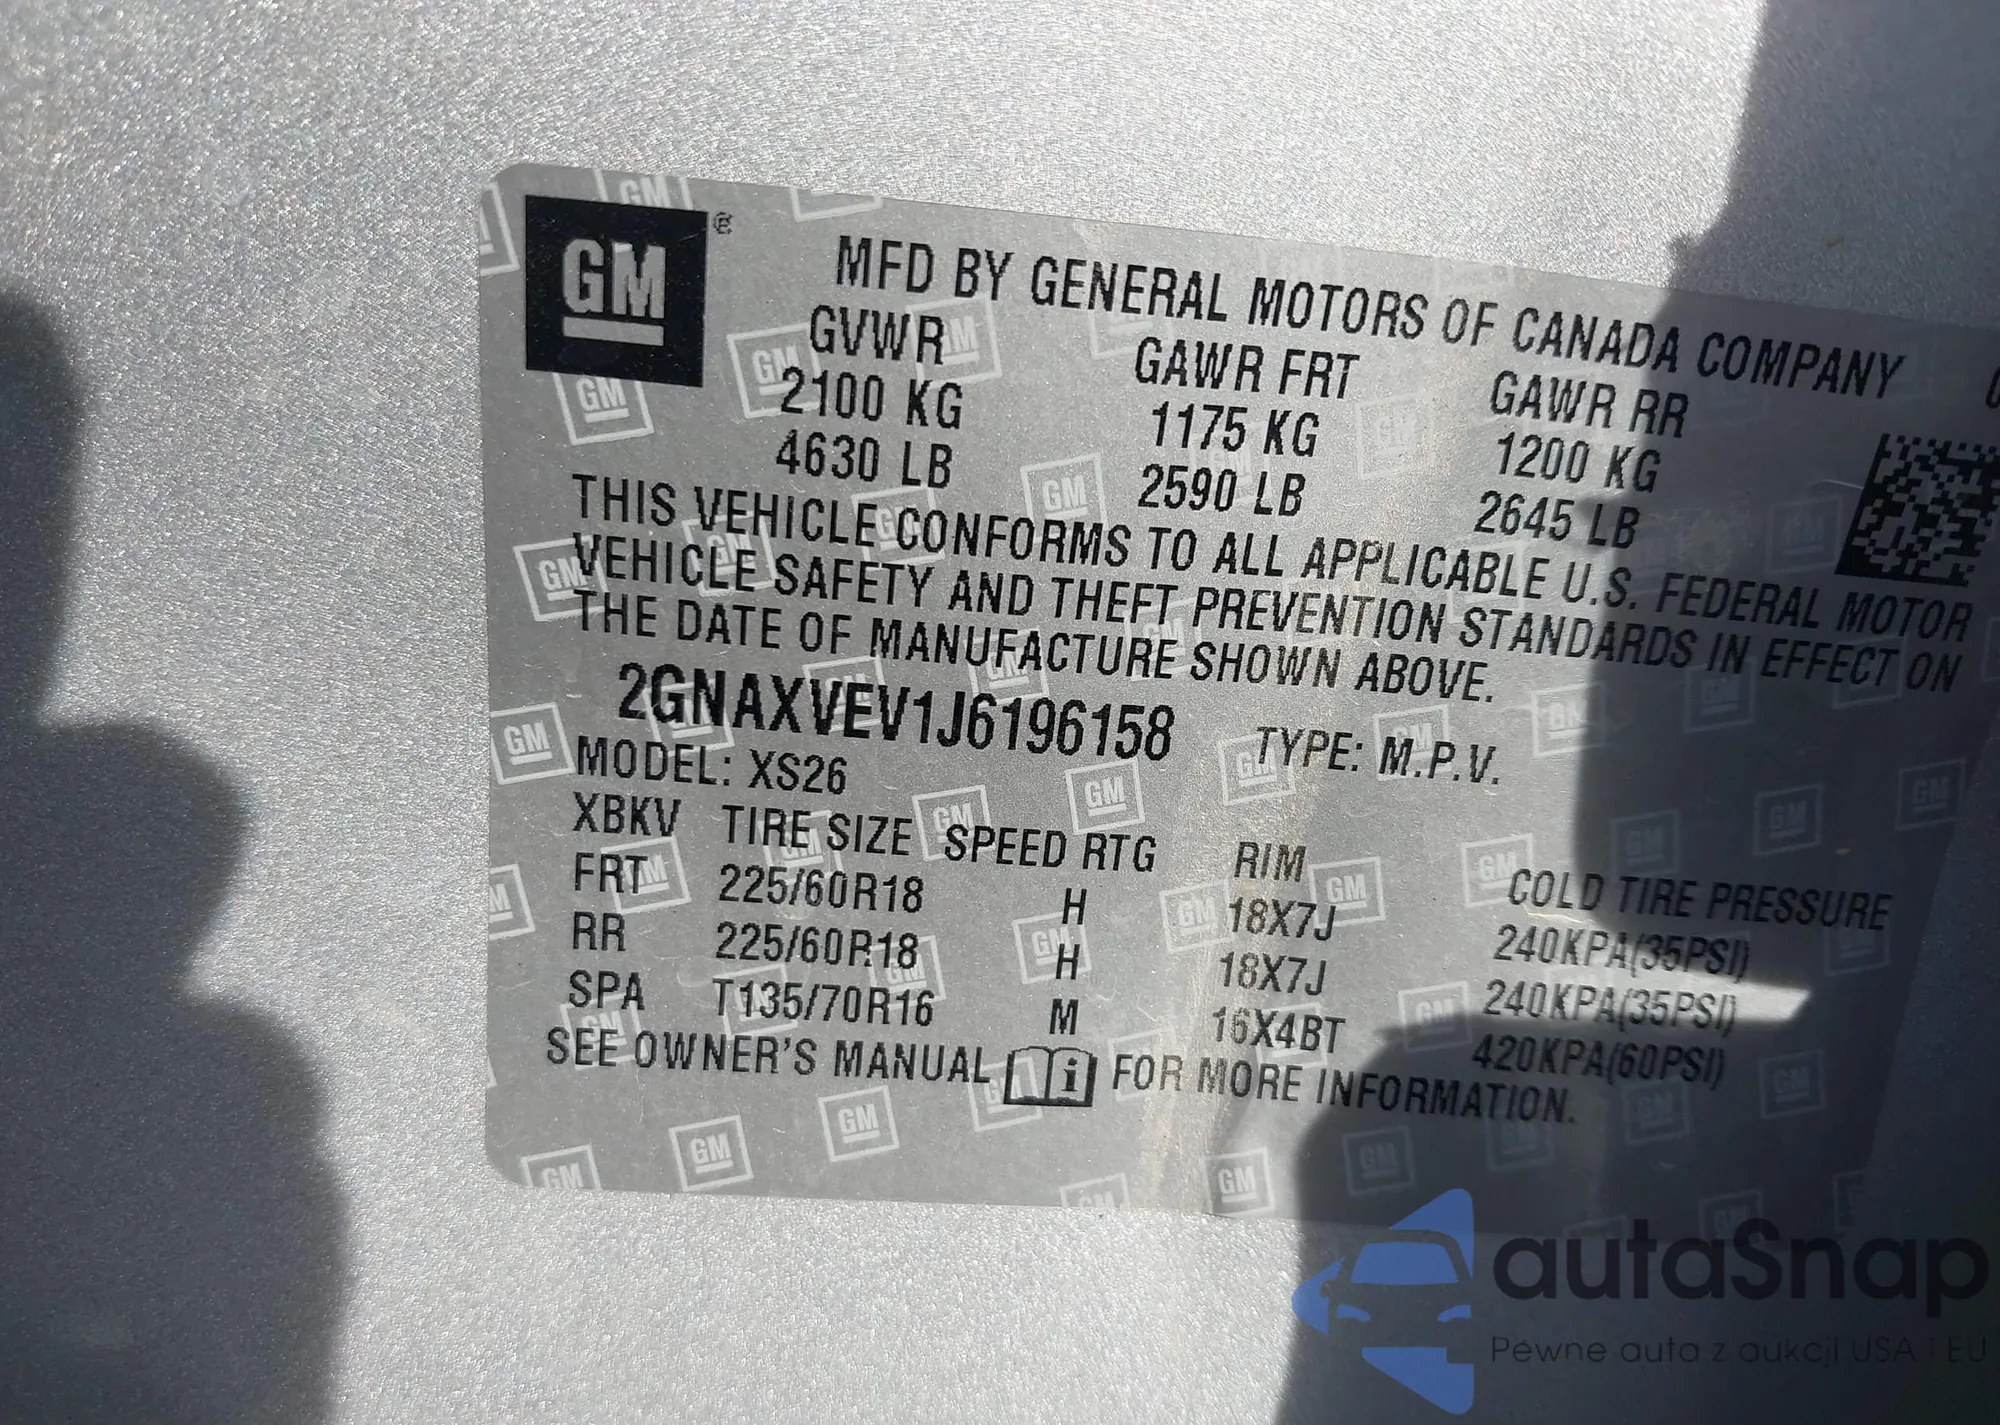 GM
MFD BY GENERAL MOTORS OF CANADA COMPANY
GVWR GAWR FRT GAWR RR
2100 KG 1175 KG 1200 KG
4630 LB 2590 LB 2645 LB
THIS VEHICLE CONFORMS TO ALL APPLICABLE U.S. FEDERAL MOTOR
VEHICLE SAFETY AND THEFT PREVENTION STANDARDS IN EFFECT ON
THE DATE OF MANUFACTURE SHOWN ABOVE.
2GNAXVEV1J6196158 TYPE: M.P.V.
MODEL: XS26
XBKV TIRE SIZE SPEED RTG RIM COLD TIRE PRESSURE
FRT 225/60R18 H 18X7J 240KPA(35PSI)
RR 225/60R18 H 18X7J 240KPA(35PSI)
SPA T135/70R16 M 16X4BT 420KPA(60PSI)
SEE OWNER'S MANUAL i FOR MORE INFORMATION.
autaSnap
Pewne auta z aukcji USA i EU